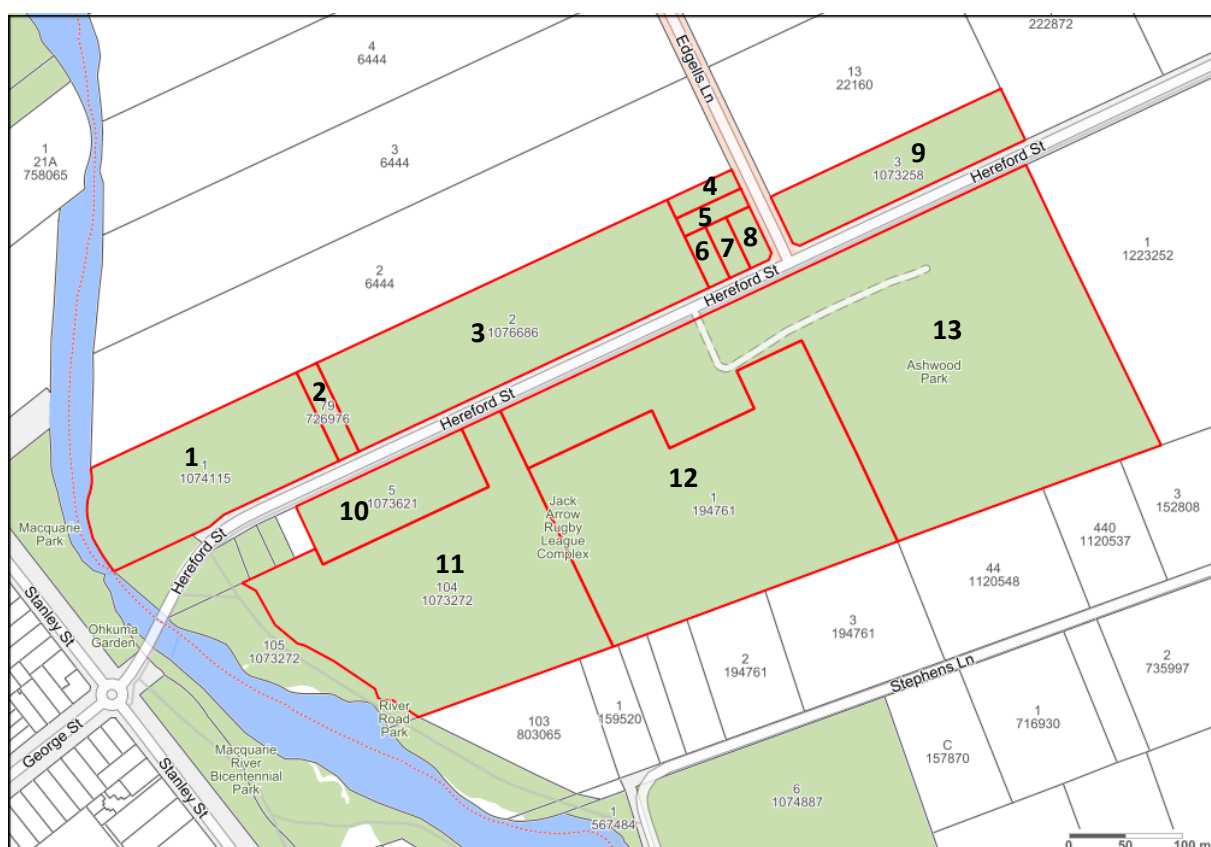 222872
4
6444
Edgells Ln
13
22160
1
21A
758065
3
6444
9
3
1073258
Hereford St
4
5
6
7
8
1
1223252
2
6444
Hereford St
3
2
1076686
13
Ashwood
Park
2
79
726976
Hereford St
1
1
1074115
12
1
194761
10
5
1073621
Jack
Arrow
Rugby
League
Complex
3
152808
440
1120537
Macquarie
Park
Hereford St
11
104
1073272
44
1120548
Stanley St
Ohkuma
Garden
105
1073272
3
194761
2
194761
2
735997
Stephens Ln
River
Road
Park
1
159520
103
803065
1
716930
George St
Macquarie
River
Bicentennial
Park
Stanley St
C
157870
6
1074887
1
567484
0 50 100 m